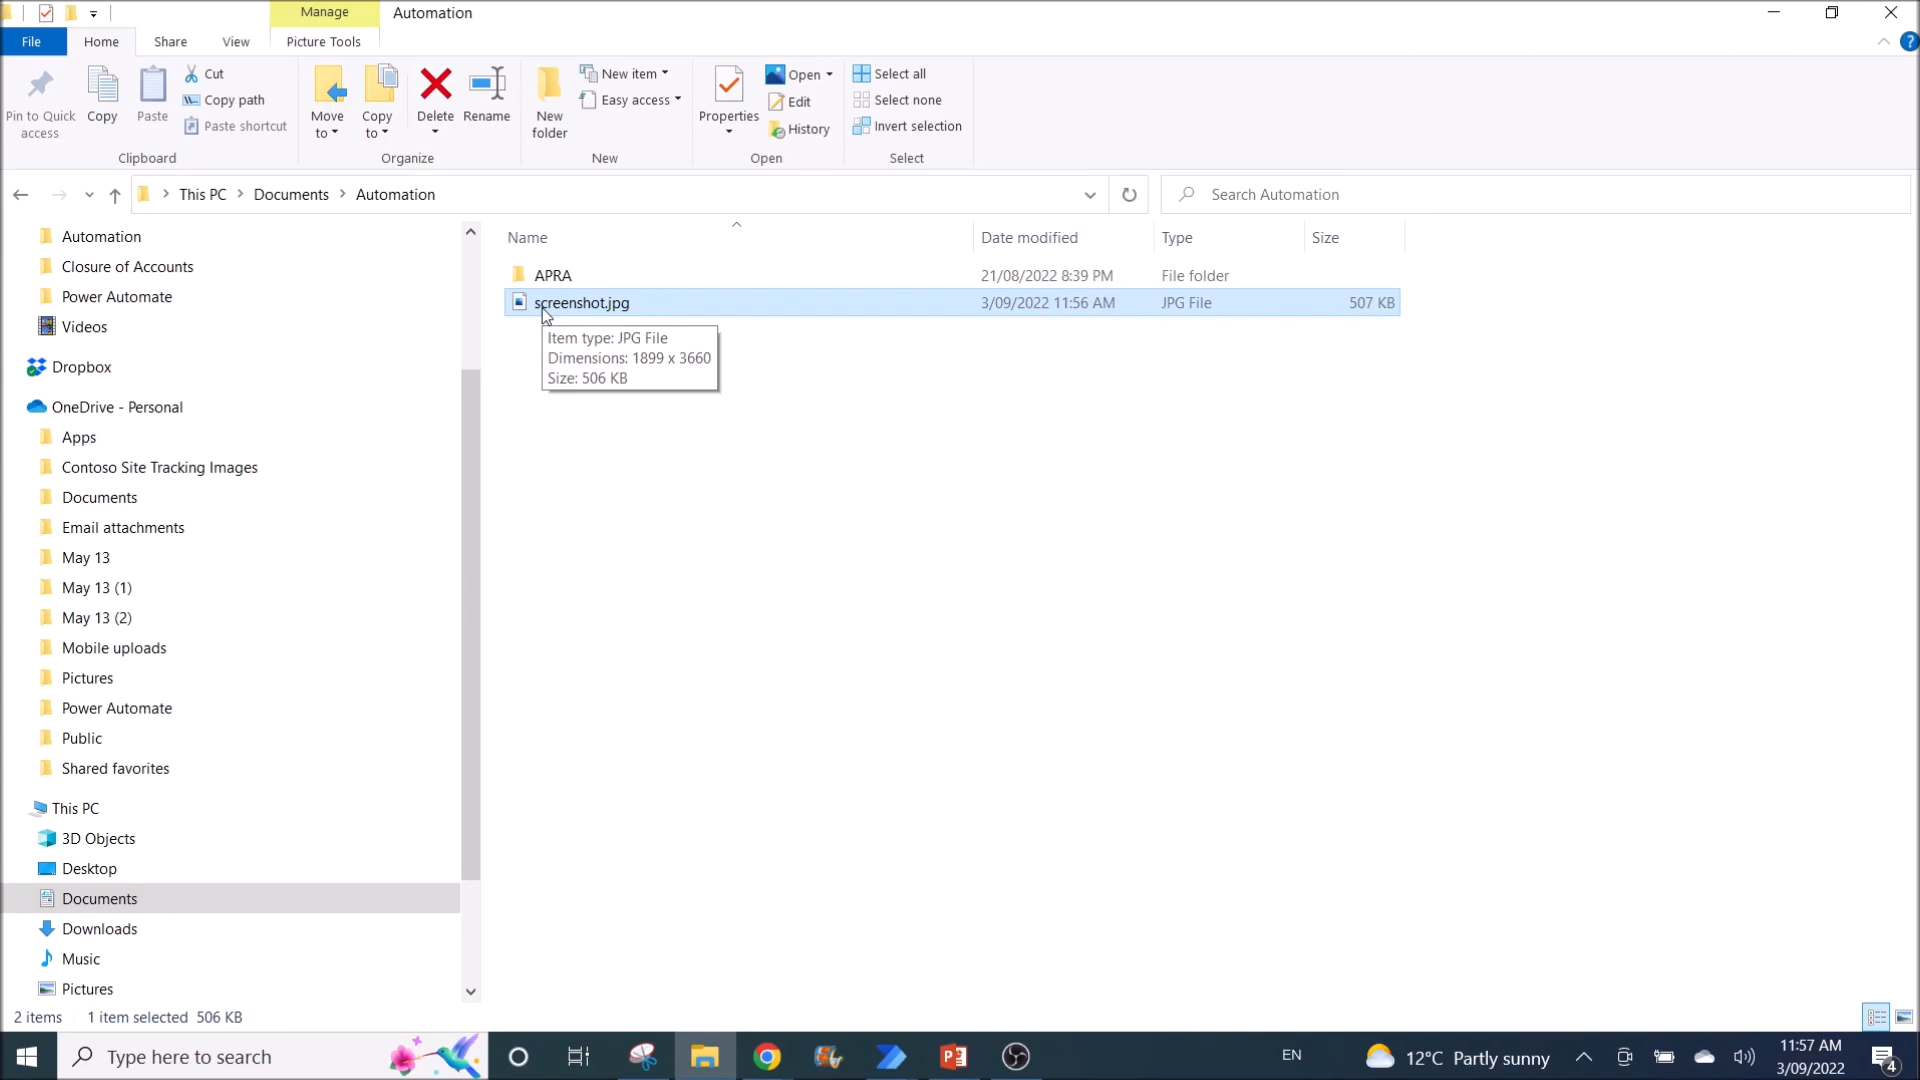 Manage
Automation
File
Home
Share
View
Picture Tools
Pin to Quick access
Copy
Paste
Cut
Copy path
Paste shortcut
Clipboard
Move to
Copy to
Delete
Rename
Organize
New folder
New item
Easy access
New
Properties
Open
Edit
History
Open
Select all
Select none
Invert selection
Select
This PC
Documents
Automation
Search Automation
Automation
Closure of Accounts
Power Automate
Videos
Dropbox
OneDrive - Personal
Apps
Contoso Site Tracking Images
Documents
Email attachments
May 13
May 13 (1)
May 13 (2)
Mobile uploads
Pictures
Power Automate
Public
Shared favorites
This PC
3D Objects
Desktop
Documents
Downloads
Music
Pictures
Name Date modified Type Size
APRA 21/08/2022 8:39 PM File folder
screenshot.jpg 3/09/2022 11:56 AM JPG File 507 KB
Item type: JPG File
Dimensions: 1899 x 3660
Size: 506 KB
2 items 1 item selected 506 KB
Type here to search
EN
12°C Partly sunny
11:57 AM
3/09/2022
4